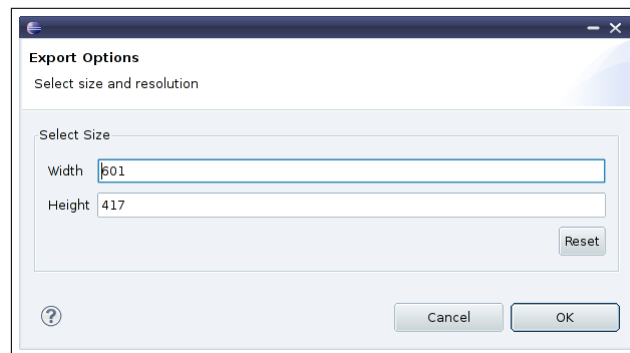 Export Options
Select size and resolution
Select Size
Width 601
Height 417
Reset
? Cancel OK